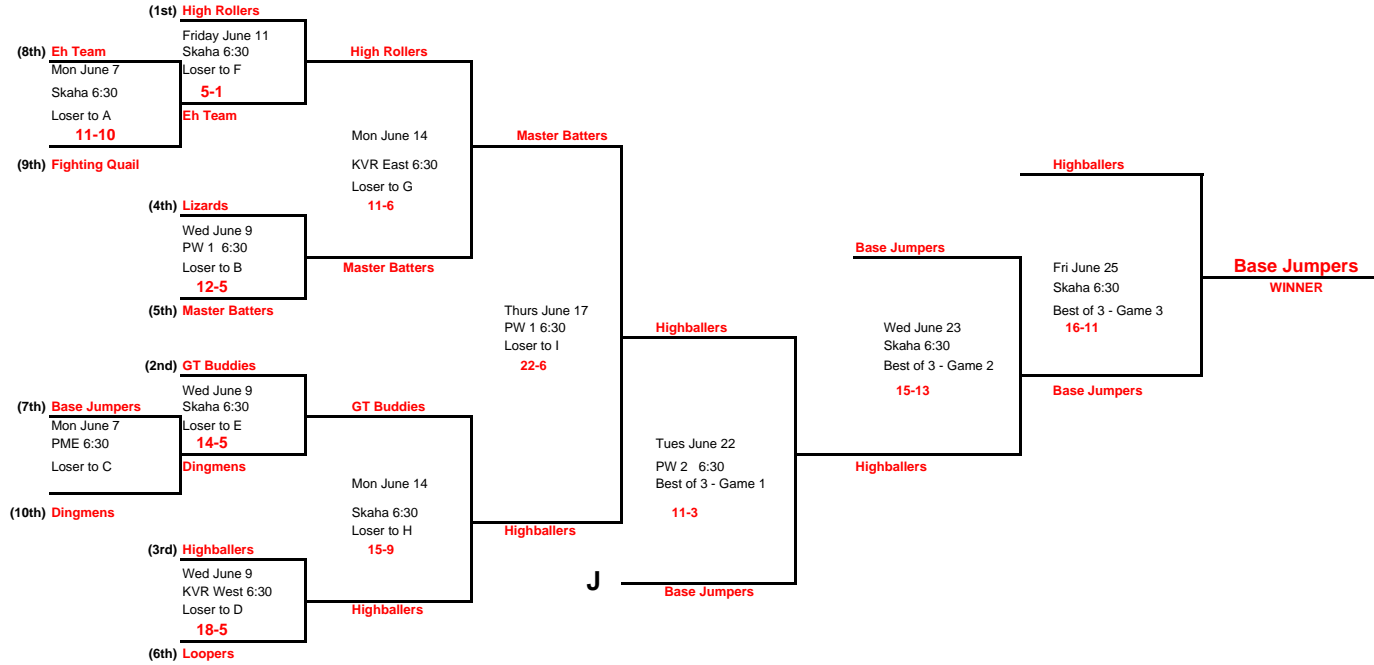 (1st) High Rollers
Friday June 11
Skaha 6:30
Loser to F
5-1
(8th) Eh Team
Mon June 7
Skaha 6:30
Loser to A
11-10
Eh Team
(9th) Fighting Quail
High Rollers
Mon June 14
KVR East 6:30
Loser to G
11-6
(4th) Lizards
Wed June 9
PW 1 6:30
Loser to B
12-5
(5th) Master Batters
Master Batters
Master Batters
Thurs June 17
PW 1 6:30
Loser to I
22-6
(2nd) GT Buddies
Wed June 9
Skaha 6:30
Loser to E
14-5
(7th) Base Jumpers
Mon June 7
PME 6:30
Loser to C
Dingmens
(10th) Dingmens
GT Buddies
Mon June 14
Skaha 6:30
Loser to H
15-9
(3rd) Highballers
Wed June 9
KVR West 6:30
Loser to D
18-5
(6th) Loopers
Highballers
Highballers
Highballers
Tues June 22
PW 2 6:30
Best of 3 - Game 1
11-3
J
Base Jumpers
Base Jumpers
Wed June 23
Skaha 6:30
Best of 3 - Game 2
15-13
Highballers
Highballers
Fri June 25
Skaha 6:30
Best of 3 - Game 3
16-11
Base Jumpers
Base Jumpers
WINNER